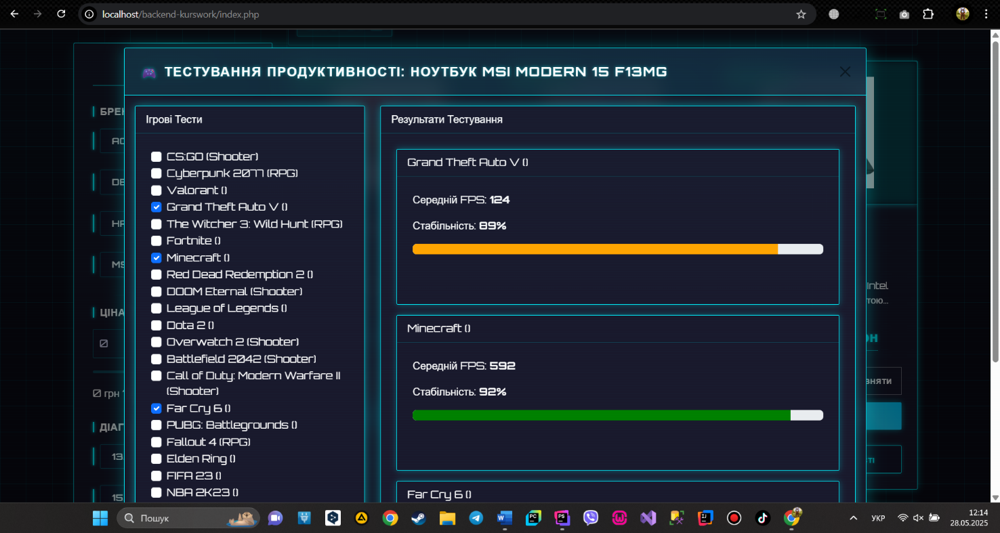 localhost/backend-kurswork/index.php
ТЕСТУВАННЯ ПРОДУКТИВНОСТІ: НОУТБУК MSI MODERN 15 F13MG
Ігрові Тести
CS:GO (Shooter)
Cyberpunk 2077 (RPG)
Valorant ()
Grand Theft Auto V ()
The Witcher 3: Wild Hunt (RPG)
Fortnite ()
Minecraft ()
Red Dead Redemption 2 ()
DOOM Eternal (Shooter)
League of Legends ()
Dota 2 ()
Overwatch 2 (Shooter)
Battlefield 2042 (Shooter)
Call of Duty: Modern Warfare II
(Shooter)
Far Cry 6 ()
PUBG: Battlegrounds ()
Fallout 4 (RPG)
Elden Ring ()
FIFA 23 ()
NBA 2K23 ()
Результати Тестування
Grand Theft Auto V ()
Середній FPS: 124
Стабільність: 89%
Minecraft ()
Середній FPS: 592
Стабільність: 92%
Far Cry 6 ()
БРЕН
DE
HP
MS
ЦІНА
0
0 грн
ДІАГ
13
15
Intel
тою...
Н
вняти
ті
Пошук
УКР
12:14
28.05.2025